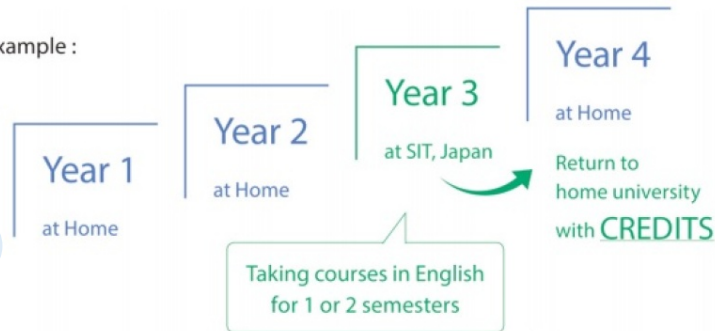 xample :
Year 1
at Home
Year 2
at Home
Year 3
at SIT, Japan
Taking courses in English
for 1 or 2 semesters
Year 4
at Home
Return to
home university
with CREDITS